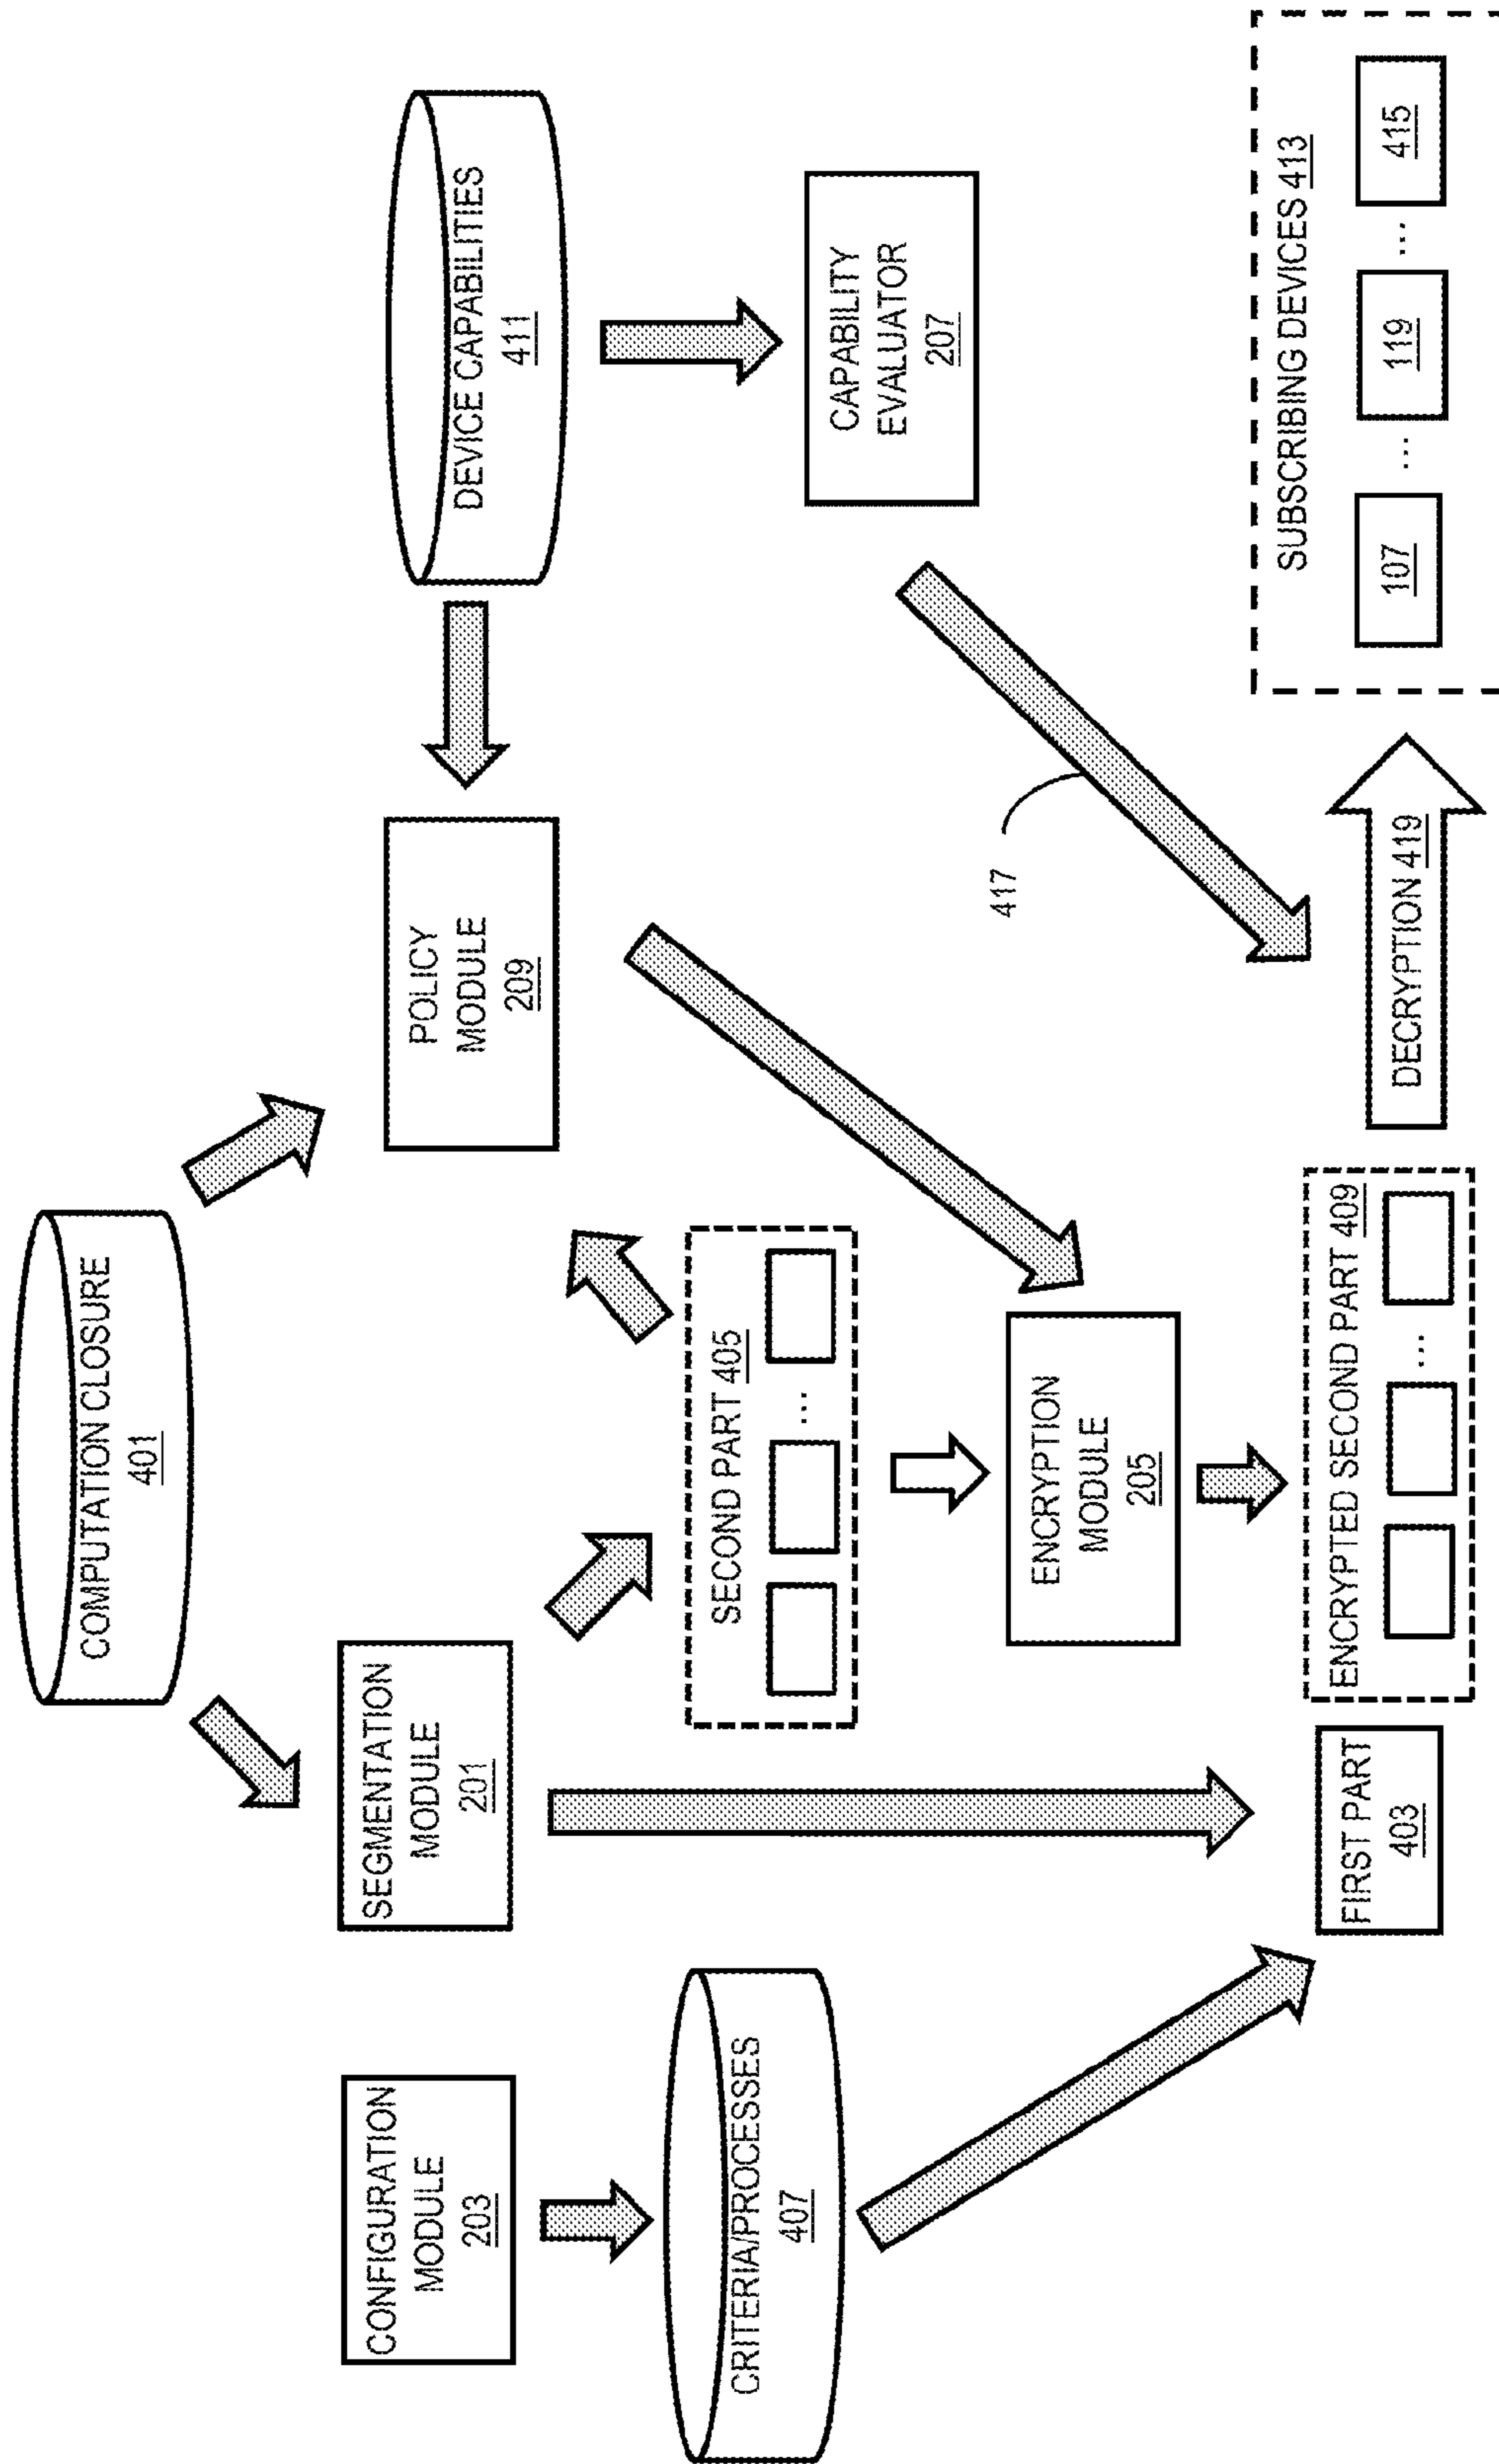 COMPUTATION CLOSURE
401
CONFIGURATION
MODULE
203
SEGMENTATION
MODULE
201
POLICY
MODULE
209
DEVICE CAPABILITIES
411
CRITERIA/PROCESSES
407
SECOND PART 405
...
CAPABILITY
EVALUATOR
207
ENCRYPTION
MODULE
205
417
FIRST PART
403
ENCRYPTED SECOND PART 409
...
DECRYPTION 419
SUBSCRIBING DEVICES 413
107 ... 119 ... 415